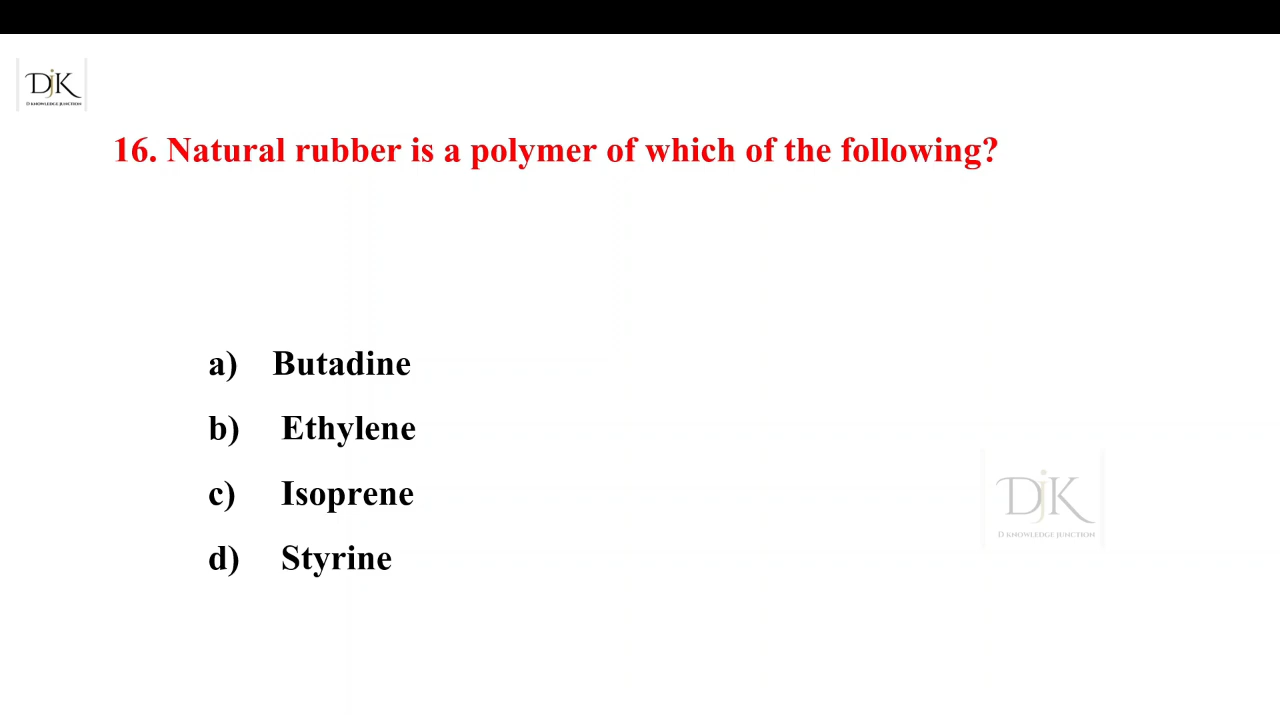 DjK
D KNOWLEDGE JUNCTION
16. Natural rubber is a polymer of which of the following?
a) Butadine
b) Ethylene
c) Isoprene
d) Styrine
DjK
D KNOWLEDGE JUNCTION